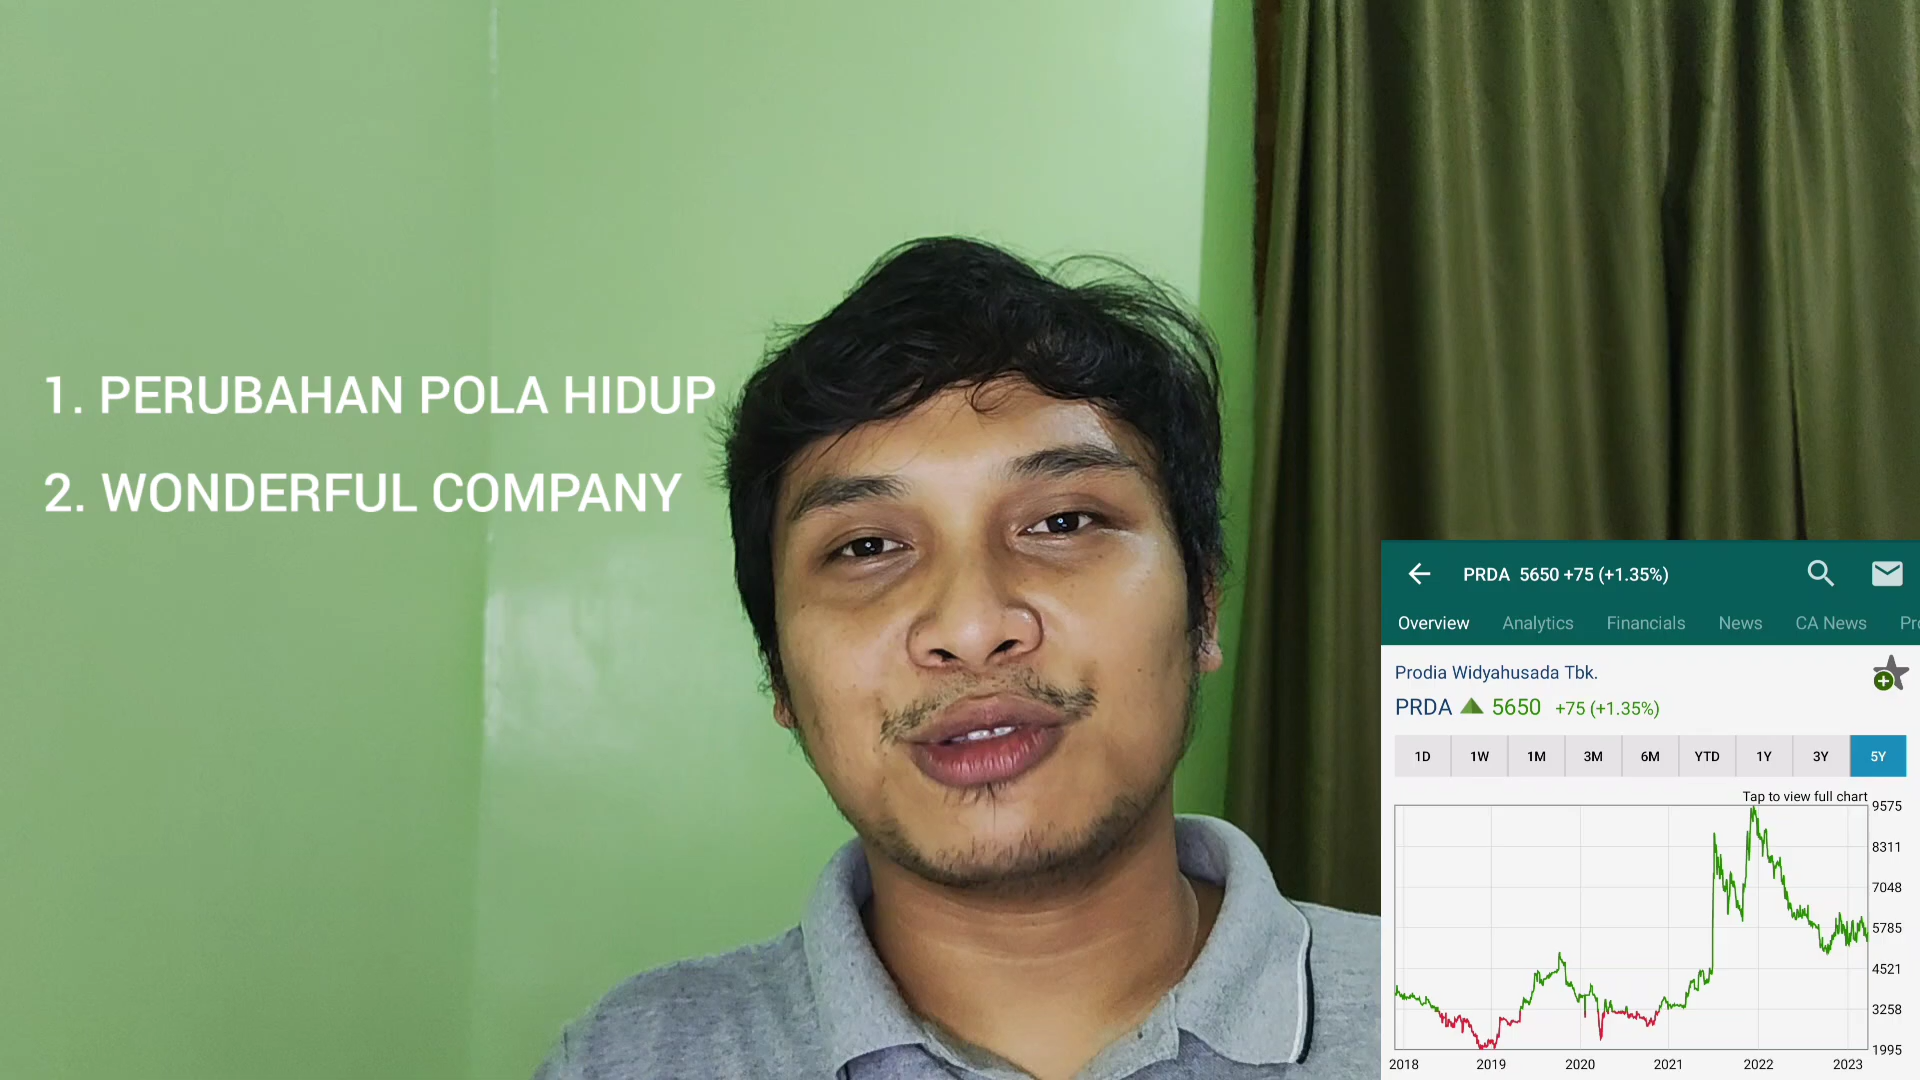 1. PERUBAHAN POLA HIDUP
2. WONDERFUL COMPANY
PRDA 5650 +75 (+1.35%)
Overview Analytics Financials News CA News Pro
Prodia Widyahusada Tbk.
PRDA 5650 +75 (+1.35%)
1D 1W 1M 3M 6M YTD 1Y 3Y 5Y
Tap to view full chart
9575
8311
7048
5785
4521
3258
1995
2018 2019 2020 2021 2022 2023